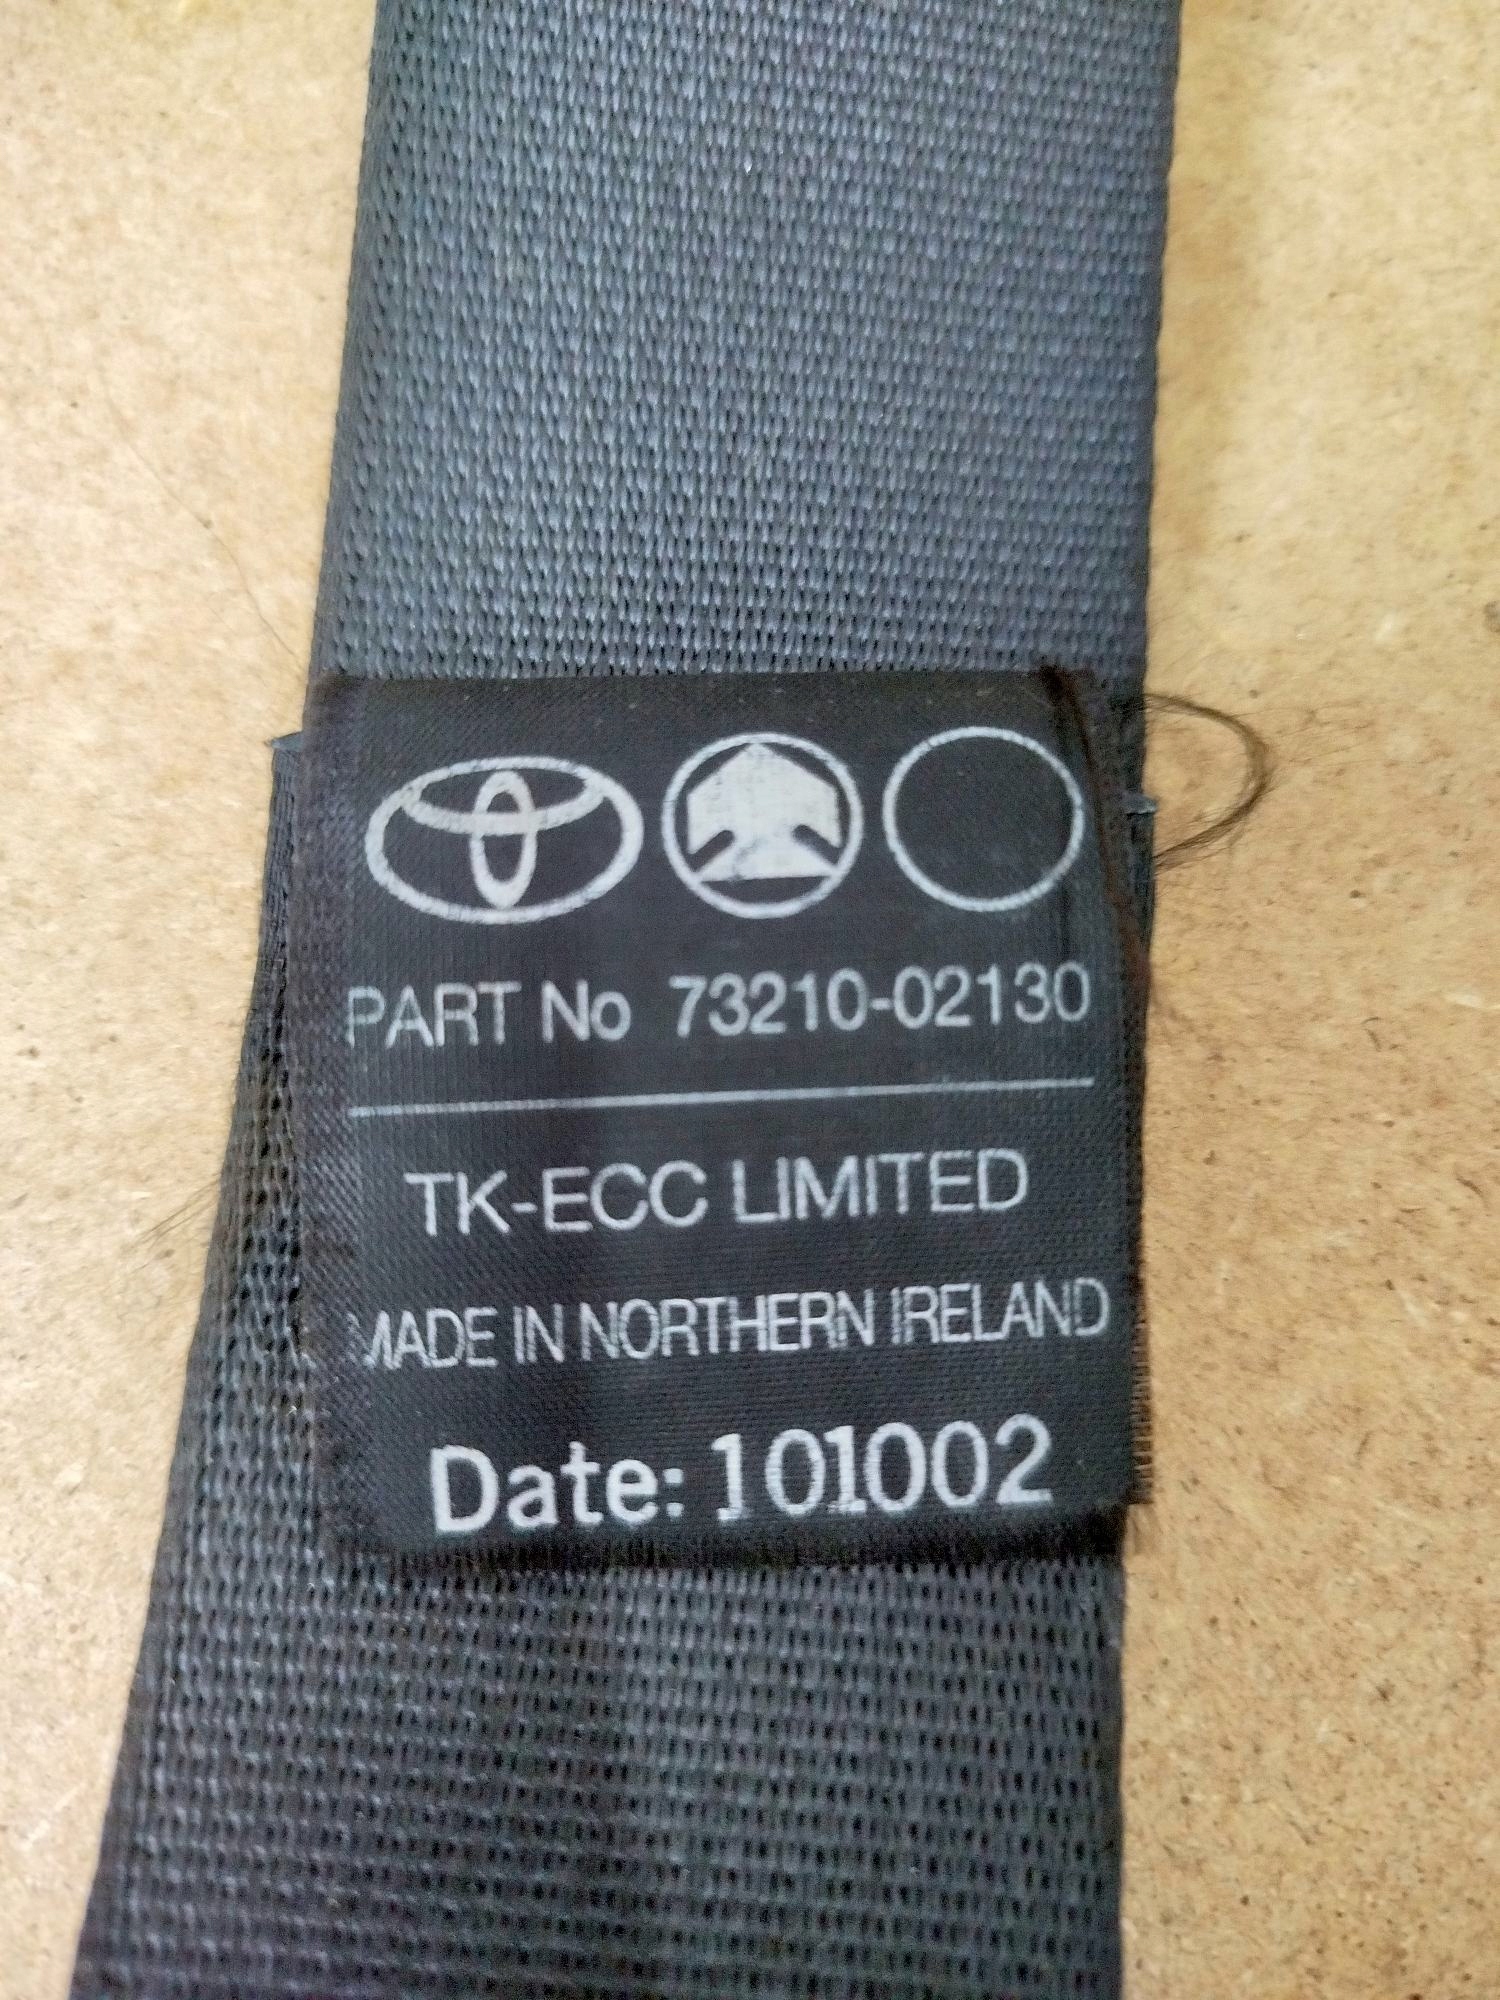 PART No 73210-02130
TK-ECC LIMITED
MADE IN NORTHERN IRELAND
Date: 101002